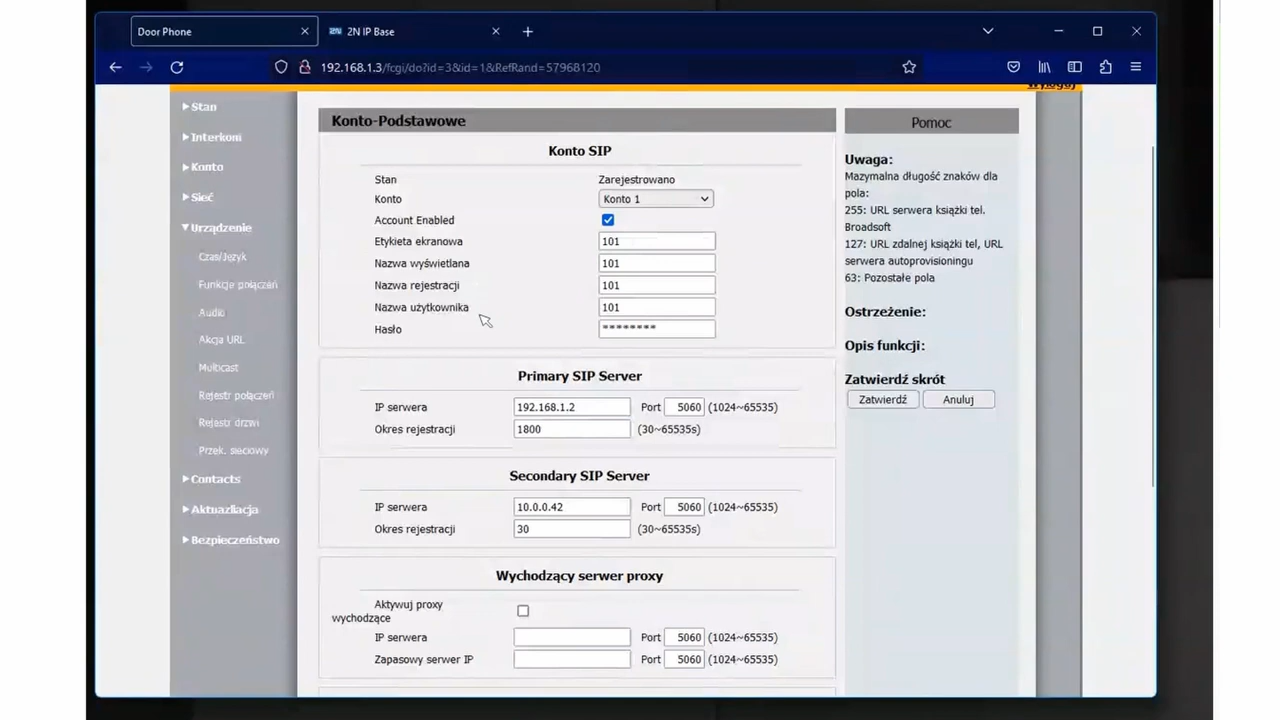 Door Phone
2N 2N IP Base
192.168.1.3/fcgi/do?id=3&id=1&RefRand=57968120
Wyloguj
Stan
Interkom
Konto
Sieć
Urządzenie
Czas/Język
Funkcje połączeń
Audio
Akcja URL
Multicast
Rejestr połączeń
Rejestr drzwi
Przek. sieciowy
Contacts
Aktuazliacja
Bezpieczeństwo
Konto-Podstawowe
Konto SIP
Stan Zarejestrowano
Konto Konto 1
Account Enabled
Etykieta ekranowa 101
Nazwa wyświetlana 101
Nazwa rejestracji 101
Nazwa użytkownika 101
Hasło ********
Primary SIP Server
IP serwera 192.168.1.2 Port 5060 (1024~65535)
Okres rejestracji 1800 (30~65535s)
Secondary SIP Server
IP serwera 10.0.0.42 Port 5060 (1024~65535)
Okres rejestracji 30 (30~65535s)
Wychodzący serwer proxy
Aktywuj proxy
wychodzące
IP serwera Port 5060 (1024~65535)
Zapasowy serwer IP Port 5060 (1024~65535)
Pomoc
Uwaga:
Mazymalna długość znaków dla
pola:
255: URL serwera książki tel.
Broadsoft
127: URL zdalnej książki tel, URL
serwera autoprovisioningu
63: Pozostałe pola
Ostrzeżenie:
Opis funkcji:
Zatwierdź skrót
Zatwierdź Anuluj